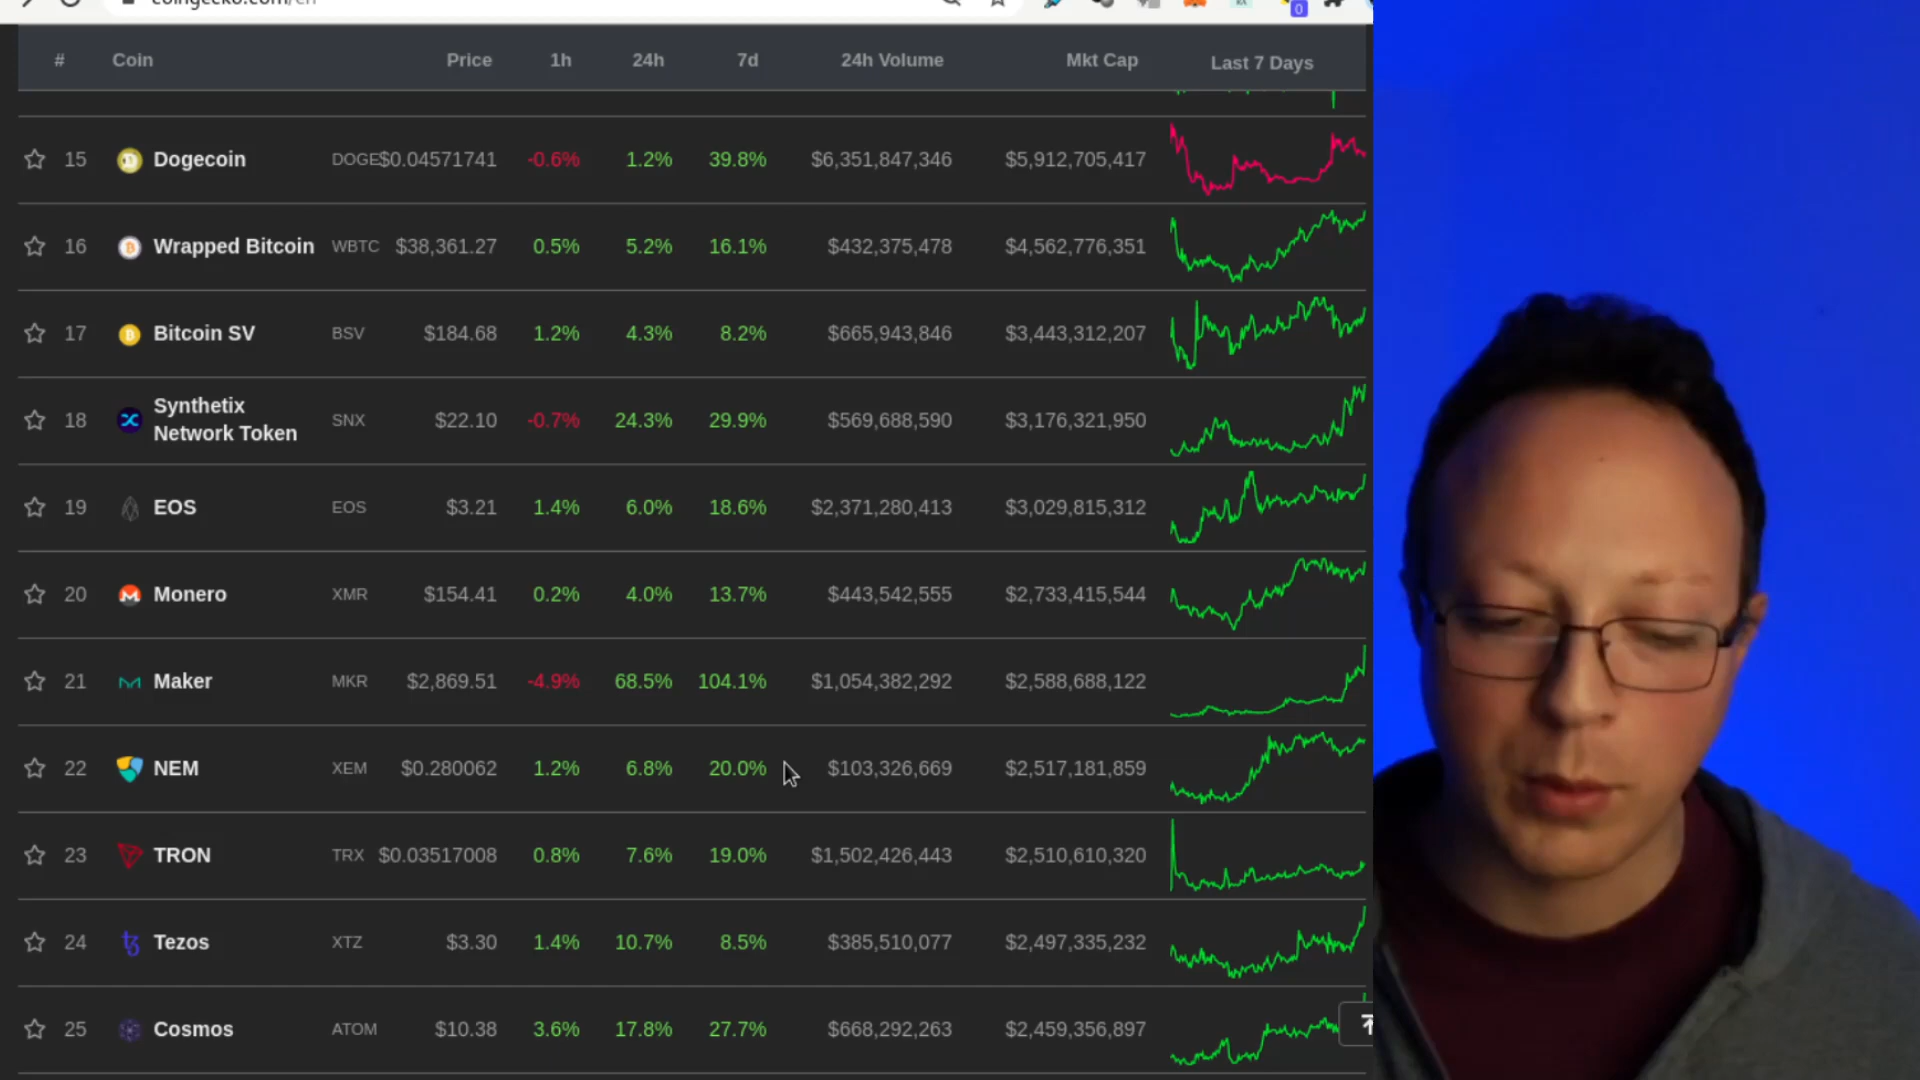 0
# Coin Price 1h 24h 7d 24h Volume Mkt Cap Last 7 Days
15 Dogecoin DOGE $0.04571741 -0.6% 1.2% 39.8% $6,351,847,346 $5,912,705,417
16 Wrapped Bitcoin WBTC $38,361.27 0.5% 5.2% 16.1% $432,375,478 $4,562,776,351
17 Bitcoin SV BSV $184.68 1.2% 4.3% 8.2% $665,943,846 $3,443,312,207
18 Synthetix
Network Token SNX $22.10 -0.7% 24.3% 29.9% $569,688,590 $3,176,321,950
19 EOS EOS $3.21 1.4% 6.0% 18.6% $2,371,280,413 $3,029,815,312
20 Monero XMR $154.41 0.2% 4.0% 13.7% $443,542,555 $2,733,415,544
21 Maker MKR $2,869.51 -4.9% 68.5% 104.1% $1,054,382,292 $2,588,688,122
22 NEM XEM $0.280062 1.2% 6.8% 20.0% $103,326,669 $2,517,181,859
23 TRON TRX $0.03517008 0.8% 7.6% 19.0% $1,502,426,443 $2,510,610,320
24 Tezos XTZ $3.30 1.4% 10.7% 8.5% $385,510,077 $2,497,335,232
25 Cosmos ATOM $10.38 3.6% 17.8% 27.7% $668,292,263 $2,459,356,897